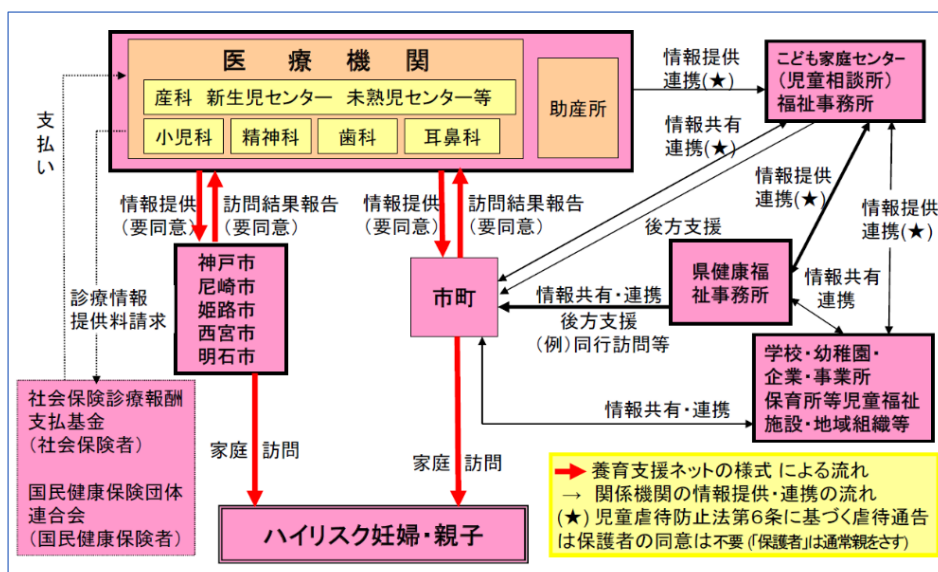 医療機関
産科 新生児センター 未熟児センター等
小児科
精神科
歯科
耳鼻科
助産所
情報提供
連携(★)
こども家庭センター
(児童相談所)
福祉事務所
情報共有
連携(★)
支払い
情報提供
(要同意)
訪問結果報告
(要同意)
情報提供
(要同意)
訪問結果報告
(要同意)
情報提供
連携(★)
情報提供
連携(★)
後方支援
神戸市
尼崎市
姫路市
西宮市
明石市
市町
県健康福
祉事務所
情報共有・連携
後方支援
(例)同行訪問等
情報共有
連携
診療情報
提供料請求
学校・幼稚園・
企業・事業所
保育所等児童福祉
施設・地域組織等
社会保険診療報酬
支払基金
(社会保険者)
国民健康保険団体
連合会
(国民健康保険者)
情報共有・連携
家庭 訪問
家庭 訪問
ハイリスク妊婦・親子
養育支援ネットの様式 による流れ
→ 関係機関の情報提供・連携の流れ
(★) 児童虐待防止法第6条に基づく虐待通告
は保護者の同意は不要 (「保護者」は通常親をさす)